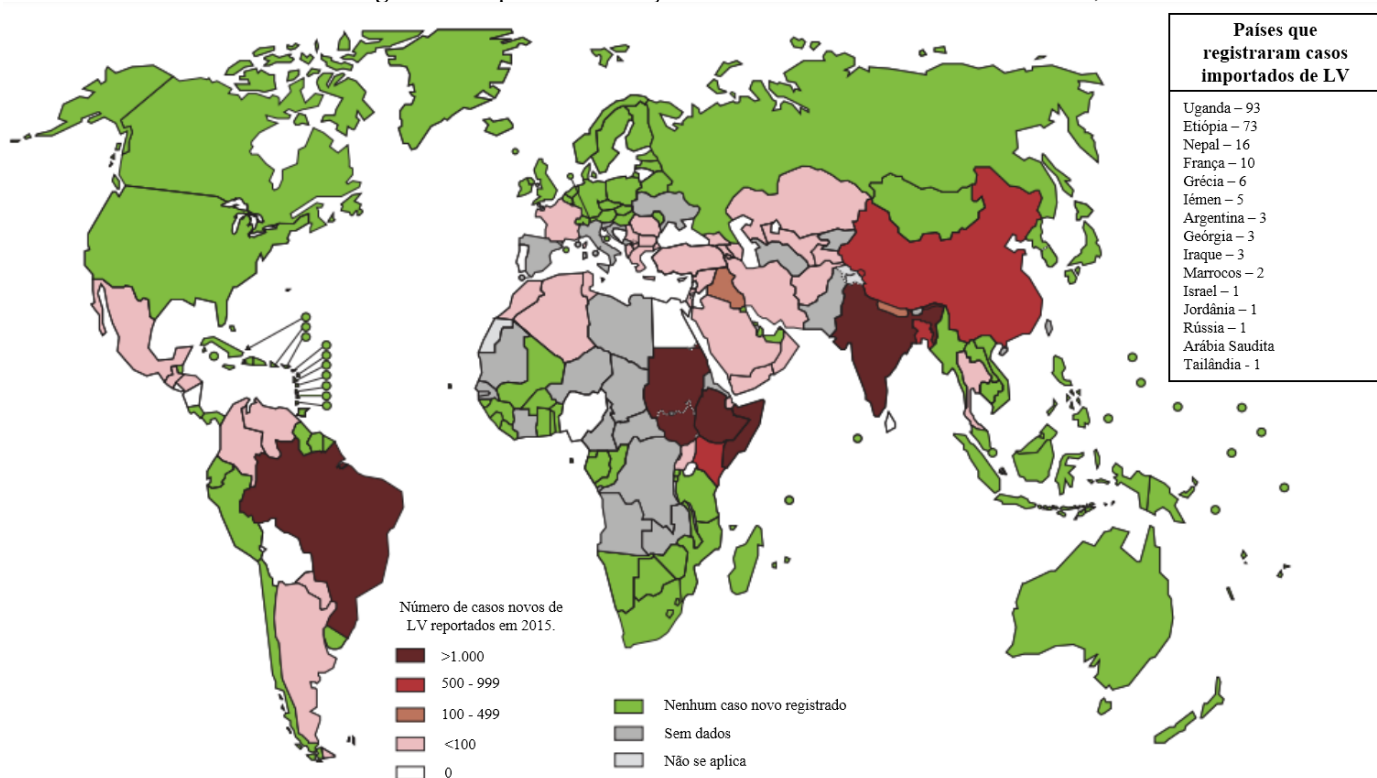 Países que
registraram casos
importados de LV
Uganda – 93
Etiópia – 73
Nepal – 16
França – 10
Grécia – 6
Iémen – 5
Argentina – 3
Geórgia – 3
Iraque – 3
Marrocos – 2
Israel – 1
Jordânia – 1
Rússia – 1
Arábia Saudita
Tailândia - 1
Número de casos novos de
LV reportados em 2015.
>1.000
500 - 999
100 - 499
<100
0
Nenhum caso novo registrado
Sem dados
Não se aplica